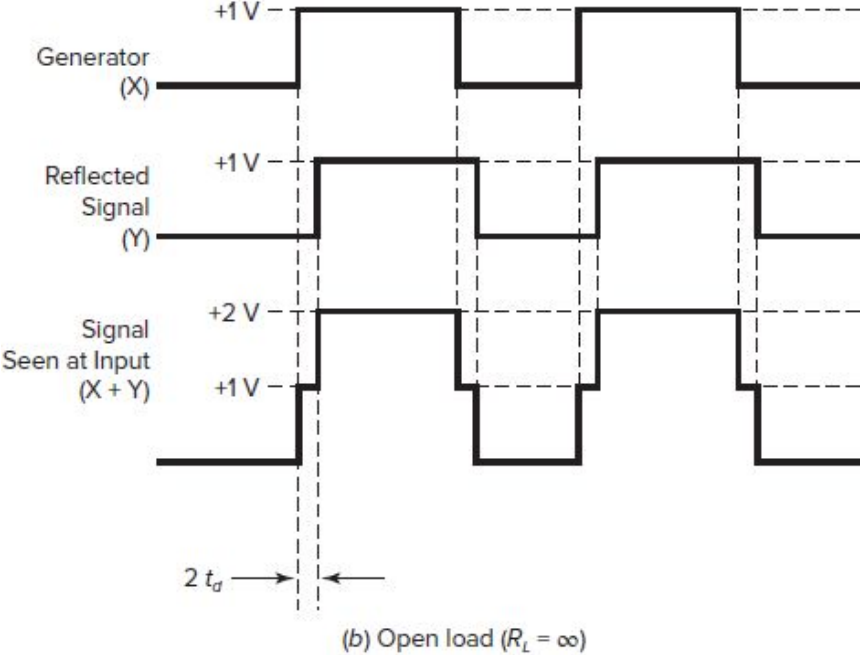 +1 V
Generator
(X)
+1 V
Reflected
Signal
(Y)
+2 V
Signal
Seen at Input
(X + Y)
+1 V
2 t_d
(b) Open load (R_L = ∞)